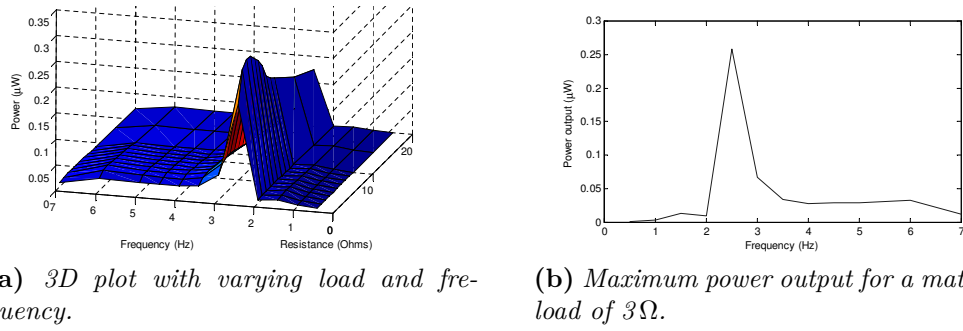 0.35
0.3
0.25
0.2
0.15
0.1
0.05
0
Power (μW)
7
6
5
4
3
2
1
0
0
10
20
Frequency (Hz)
Resistance (Ohms)
a) 3D plot with varying load and fre-
uency.
0.3
0.25
0.2
0.15
0.1
0.05
0
Power output (μW)
0 1 2 3 4 5 6 7
Frequency (Hz)
(b) Maximum power output for a mat
load of 3 Ω.